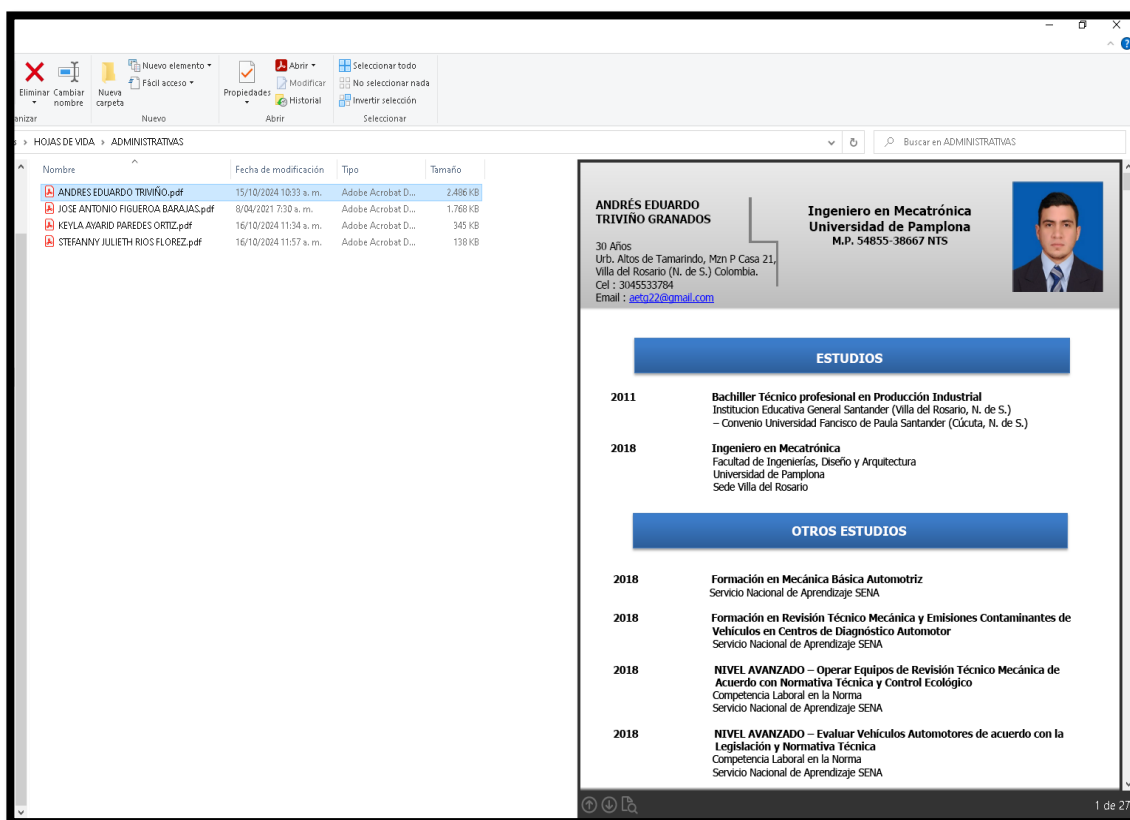 Eliminar Cambiar nombre
Nueva carpeta
Nuevo elemento
Fácil acceso
Propiedades
Abrir
Modificar
Historial
Seleccionar todo
No seleccionar nada
Invertir selección
anizar
Nuevo
Abrir
Seleccionar
HOJAS DE VIDA > ADMINISTRATIVAS
Buscar en ADMINISTRATIVAS
Nombre Fecha de modificación Tipo Tamaño
ANDRES EDUARDO TRIVIÑO.pdf 15/10/2024 10:33 a. m. Adobe Acrobat D... 2.486 KB
JOSE ANTONIO FIGUEROA BARAJAS.pdf 8/04/2021 7:30 a. m. Adobe Acrobat D... 1.768 KB
KEYLA AYARID PAREDES ORTIZ.pdf 16/10/2024 11:34 a. m. Adobe Acrobat D... 345 KB
STEFANNY JULIETH RIOS FLOREZ.pdf 16/10/2024 11:57 a. m. Adobe Acrobat D... 138 KB
ANDRÉS EDUARDO
TRIVIÑO GRANADOS
30 Años
Urb. Altos de Tamarindo, Mzn P Casa 21,
Villa del Rosario (N. de S.) Colombia.
Cel : 3045533784
Email : aetg22@gmail.com
Ingeniero en Mecatrónica
Universidad de Pamplona
M.P. 54855-38667 NTS
ESTUDIOS
2011 Bachiller Técnico profesional en Producción Industrial
Institucion Educativa General Santander (Villa del Rosario, N. de S.)
– Convenio Universidad Fancisco de Paula Santander (Cúcuta, N. de S.)
2018 Ingeniero en Mecatrónica
Facultad de Ingenierías, Diseño y Arquitectura
Universidad de Pamplona
Sede Villa del Rosario
OTROS ESTUDIOS
2018 Formación en Mecánica Básica Automotriz
Servicio Nacional de Aprendizaje SENA
2018 Formación en Revisión Técnico Mecánica y Emisiones Contaminantes de
Vehículos en Centros de Diagnóstico Automotor
Servicio Nacional de Aprendizaje SENA
2018 NIVEL AVANZADO – Operar Equipos de Revisión Técnico Mecánica de
Acuerdo con Normativa Técnica y Control Ecológico
Competencia Laboral en la Norma
Servicio Nacional de Aprendizaje SENA
2018 NIVEL AVANZADO – Evaluar Vehículos Automotores de acuerdo con la
Legislación y Normativa Técnica
Competencia Laboral en la Norma
Servicio Nacional de Aprendizaje SENA
1 de 27